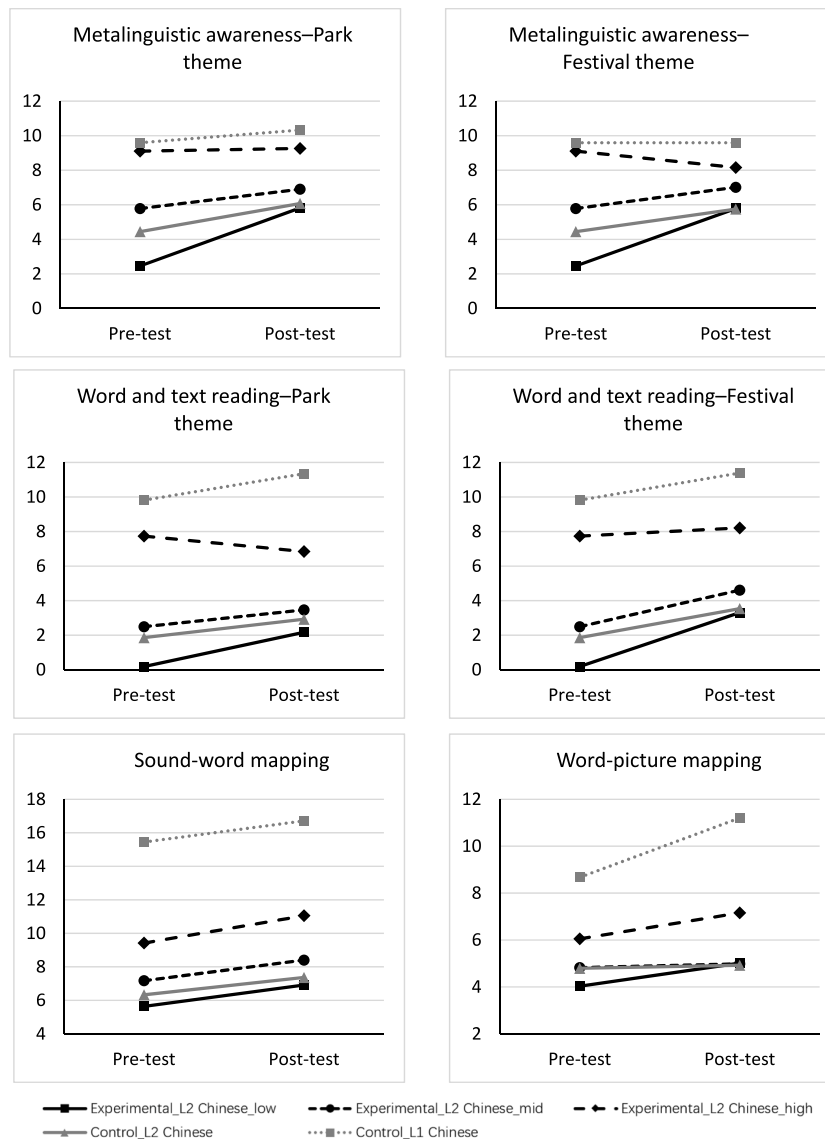 Metalinguistic awareness–Park
theme
12
10
8
6
4
2
0
Pre-test Post-test
Metalinguistic awareness–
Festival theme
12
10
8
6
4
2
0
Pre-test Post-test
Word and text reading–Park
theme
12
10
8
6
4
2
0
Pre-test Post-test
Word and text reading–Festival
theme
12
10
8
6
4
2
0
Pre-test Post-test
Sound-word mapping
18
16
14
12
10
8
6
4
Pre-test Post-test
Word-picture mapping
12
10
8
6
4
2
Pre-test Post-test
Experimental_L2 Chinese_low Experimental_L2 Chinese_mid Experimental_L2 Chinese_high
Control_L2 Chinese Control_L1 Chinese